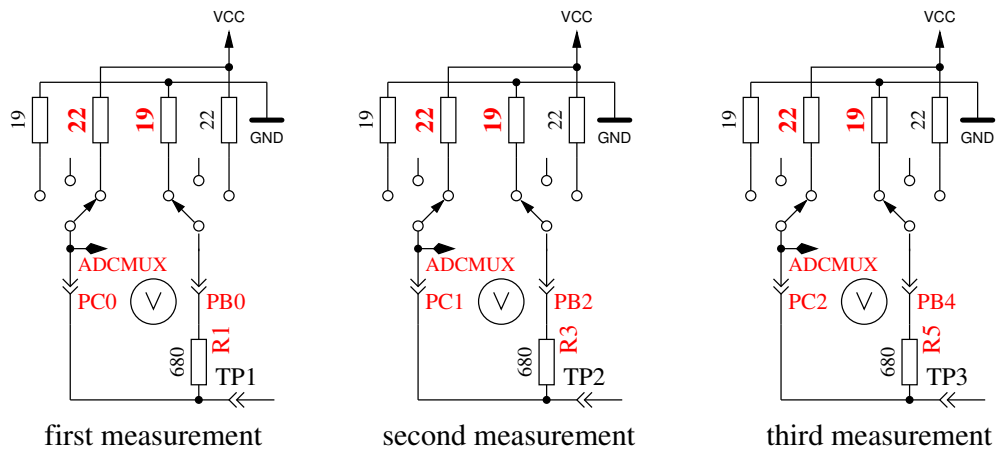 VCC
19
22
19
22
GND
ADCMUX
PC0
V
PB0
680
R1
TP1
first measurement
VCC
19
22
19
22
GND
ADCMUX
PC1
V
PB2
680
R3
TP2
second measurement
VCC
19
22
19
22
GND
ADCMUX
PC2
V
PB4
680
R5
TP3
third measurement